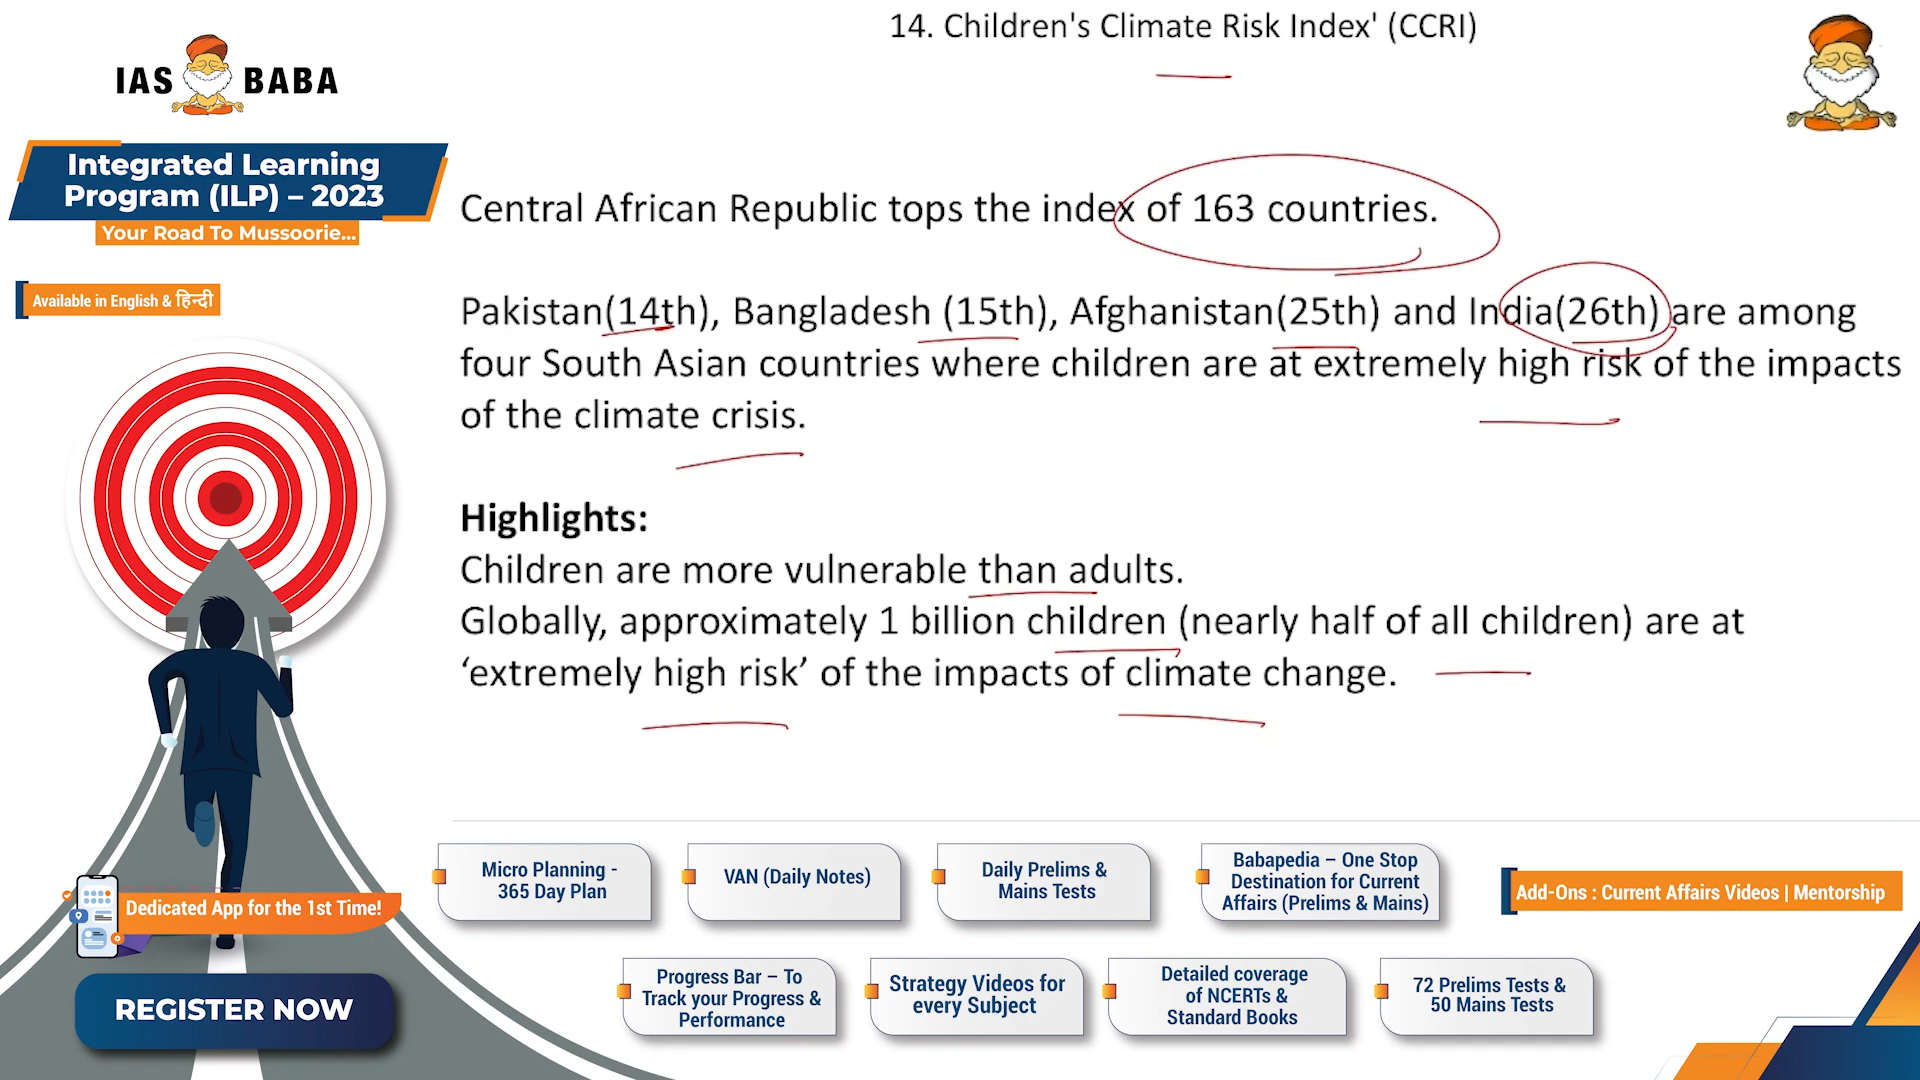 14. Children's Climate Risk Index' (CCRI)
IAS BABA
Integrated Learning
Program (ILP) – 2023
Your Road To Mussoorie...
Available in English & हिन्दी
Central African Republic tops the index of 163 countries.
Pakistan(14th), Bangladesh (15th), Afghanistan(25th) and India(26th) are among
four South Asian countries where children are at extremely high risk of the impacts
of the climate crisis.
Highlights:
Children are more vulnerable than adults.
Globally, approximately 1 billion children (nearly half of all children) are at
‘extremely high risk’ of the impacts of climate change.
Dedicated App for the 1st Time!
REGISTER NOW
Micro Planning -
365 Day Plan
VAN (Daily Notes)
Daily Prelims &
Mains Tests
Babapedia – One Stop
Destination for Current
Affairs (Prelims & Mains)
Add-Ons : Current Affairs Videos | Mentorship
Progress Bar – To
Track your Progress &
Performance
Strategy Videos for
every Subject
Detailed coverage
of NCERTs &
Standard Books
72 Prelims Tests &
50 Mains Tests